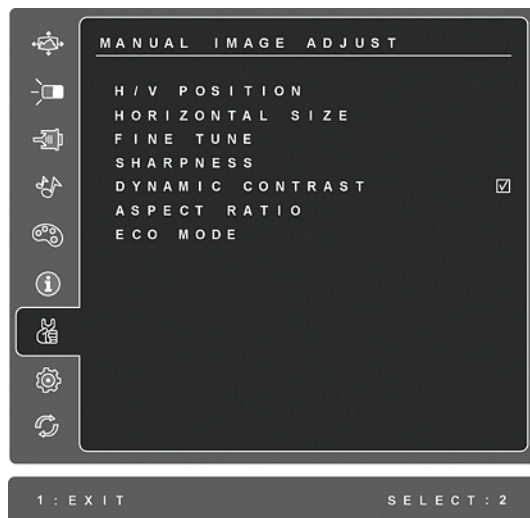 MANUAL IMAGE ADJUST
H/V POSITION
HORIZONTAL SIZE
FINE TUNE
SHARPNESS
DYNAMIC CONTRAST
ASPECT RATIO
ECO MODE
1:EXIT SELECT:2